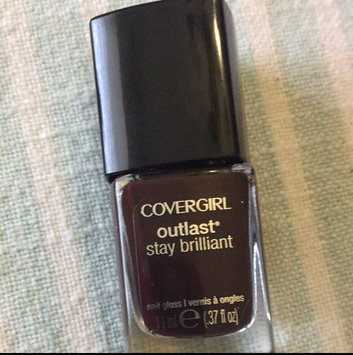 COVERGIRL
outlast®
stay brilliant
nail gloss | vernis à ongles
11 ml e (.37 fl oz)